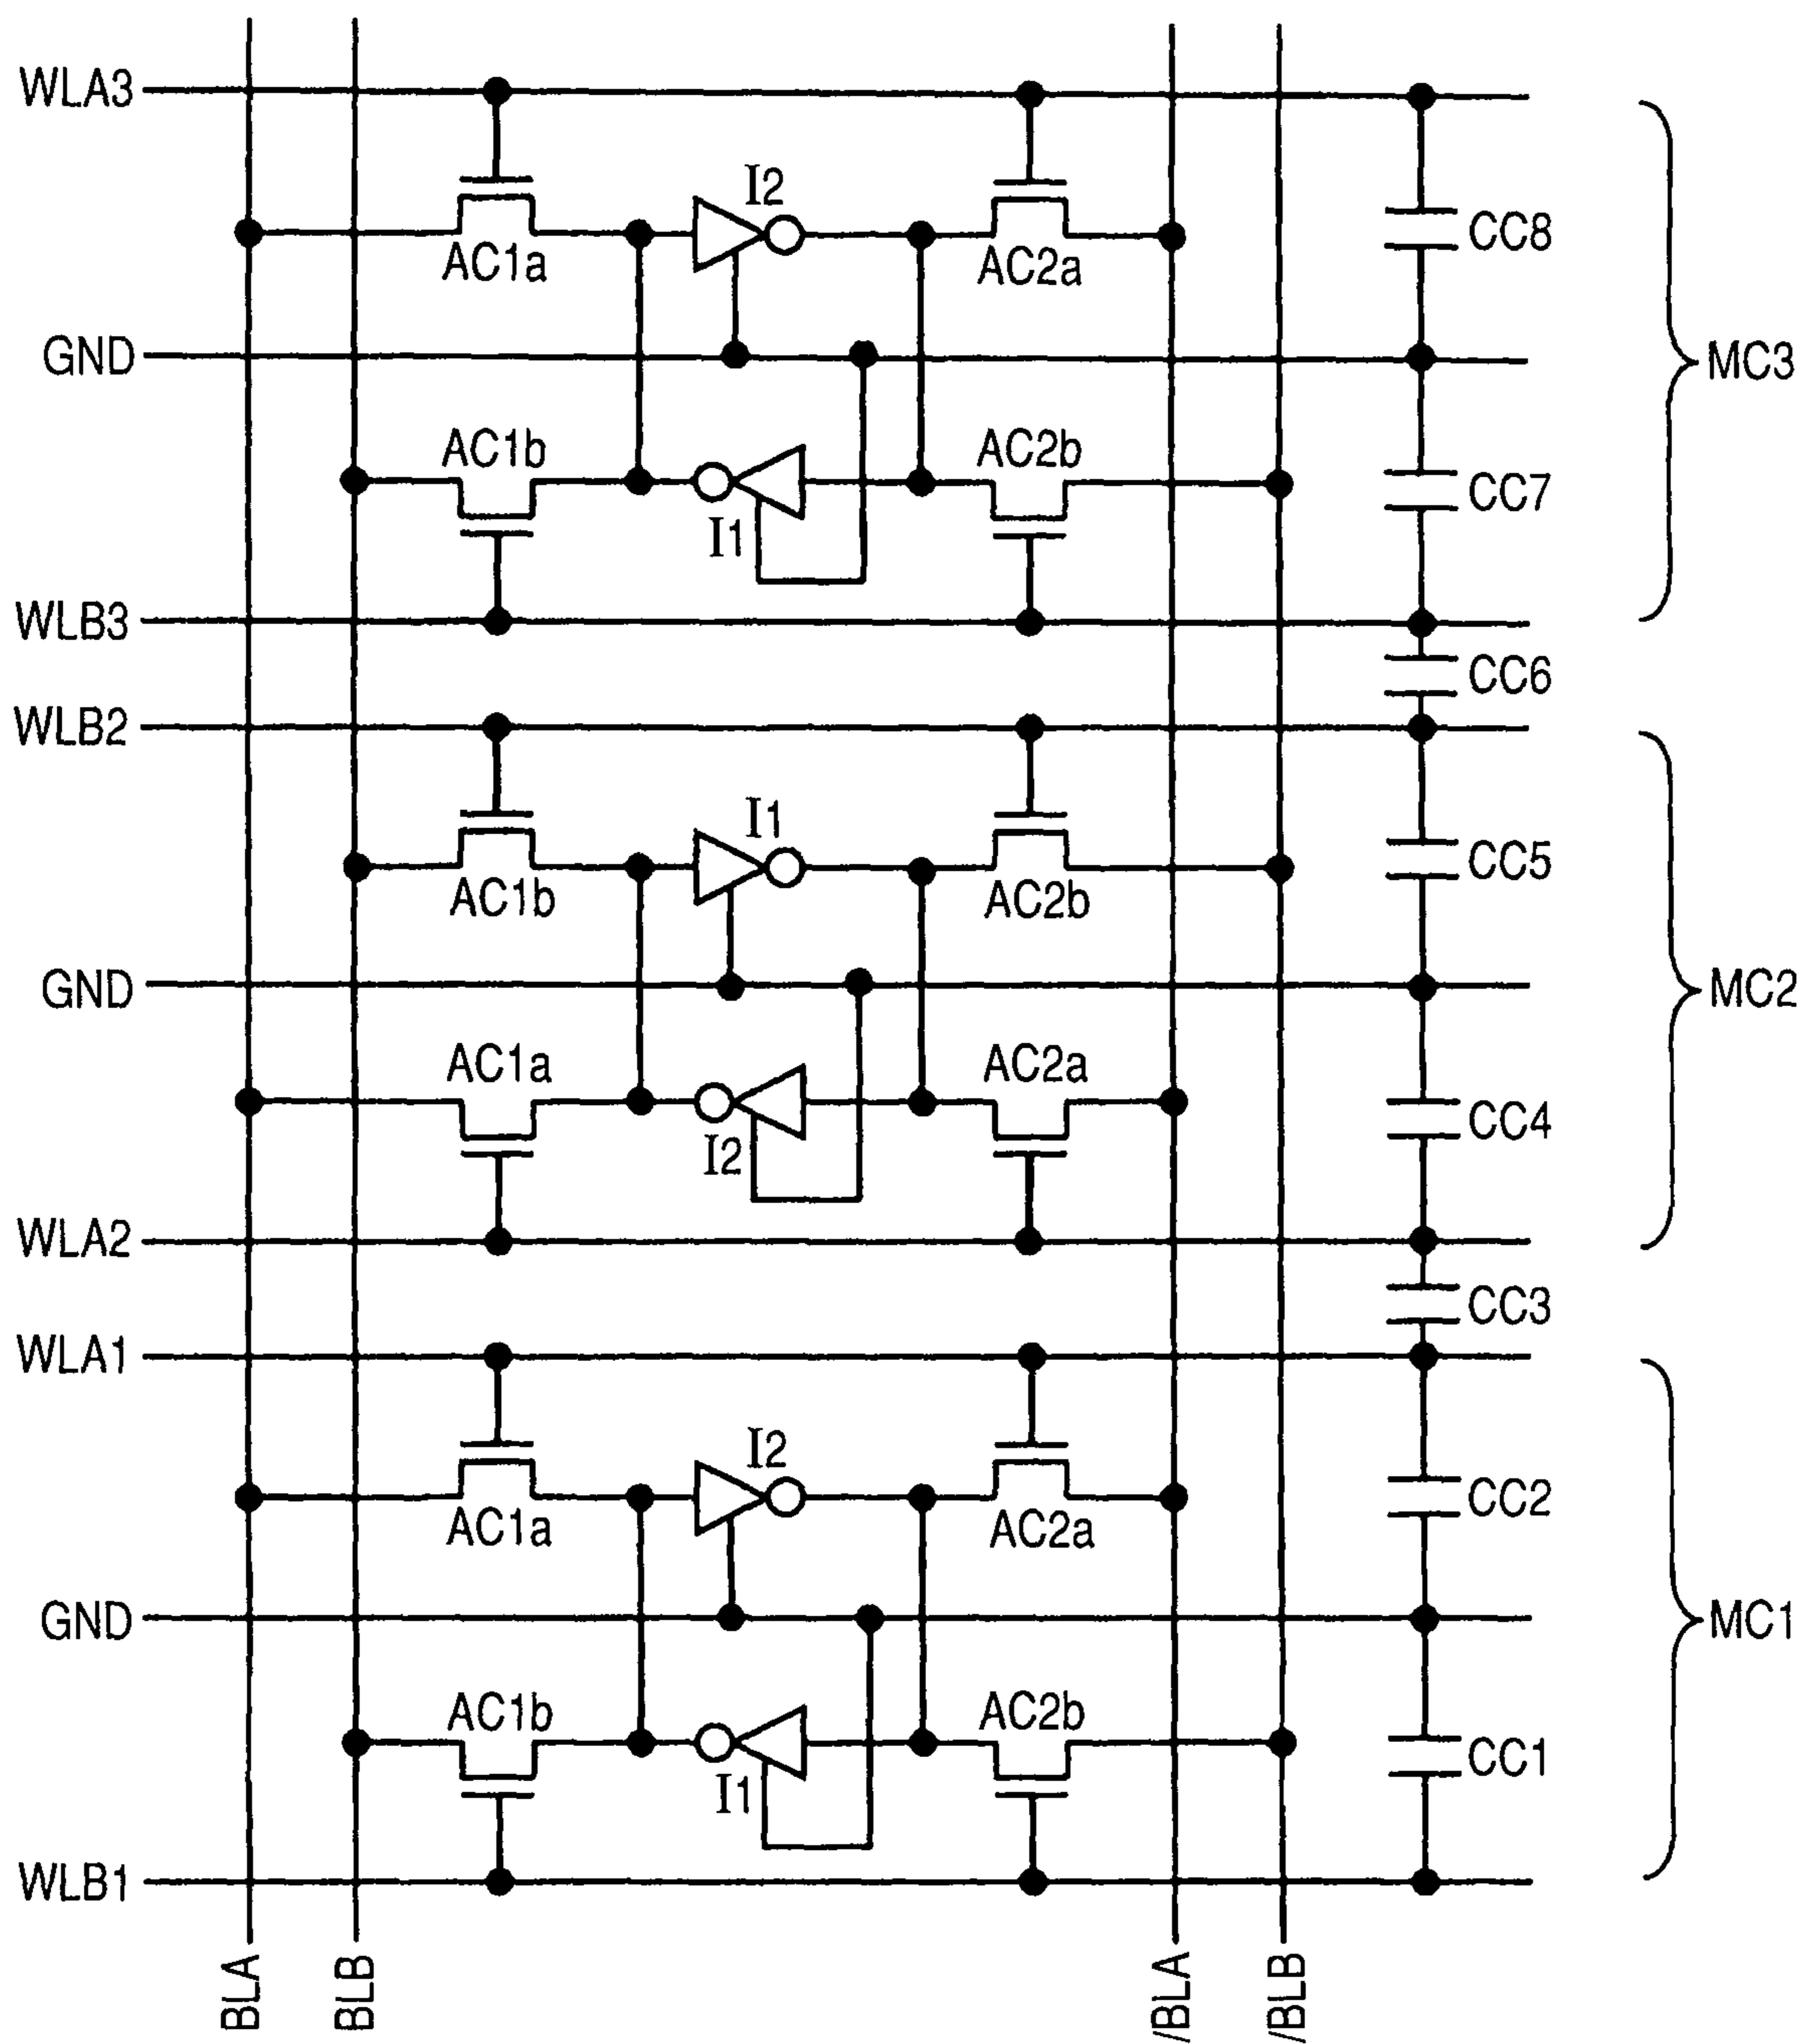 WLA3
I2
AC1a
AC2a
CC8
GND
MC3
AC1b
AC2b
CC7
I1
WLB3
CC6
WLB2
I1
CC5
AC1b
AC2b
GND
MC2
AC1a
AC2a
CC4
I2
WLA2
CC3
WLA1
I2
CC2
AC1a
AC2a
GND
MC1
AC1b
AC2b
CC1
I1
WLB1
BLA
BLB
/BLA
/BLB